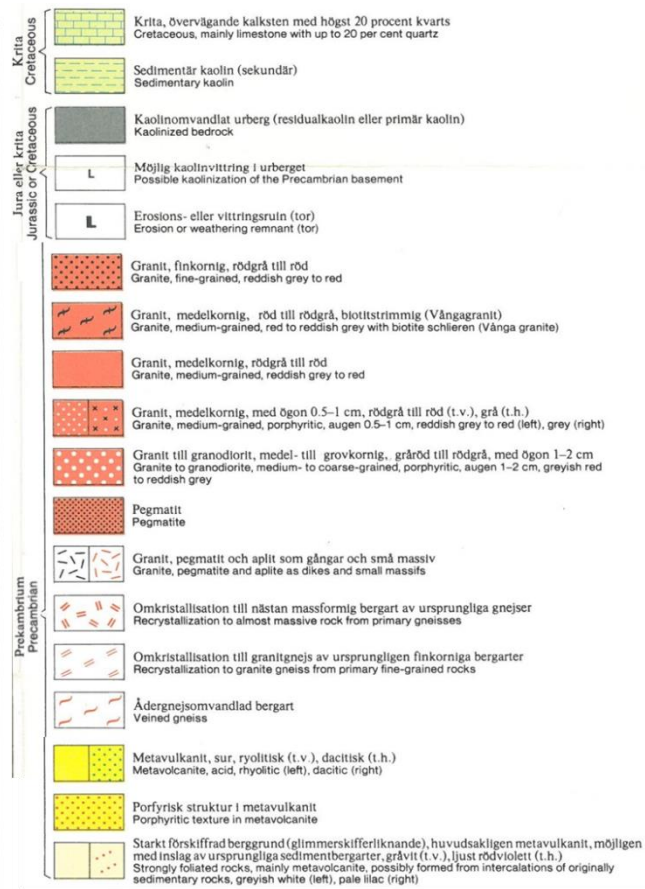 Krita
Cretaceous
Krita, övervägande kalksten med högst 20 procent kvarts
Cretaceous, mainly limestone with up to 20 per cent quartz
Sedimentär kaolin (sekundär)
Sedimentary kaolin
Jura eller krita
Jurassic or Cretaceous
Kaolinomvandlat urberg (residualkaolin eller primär kaolin)
Kaolinized bedrock
L
Möjlig kaolinvittring i urberget
Possible kaolinization of the Precambrian basement
L
Erosions- eller vittringsruin (tor)
Erosion or weathering remnant (tor)
Prekambrium
Precambrian
Granit, finkornig, rödgrå till röd
Granite, fine-grained, reddish grey to red
Granit, medelkornig, röd till rödgrå, biotitstrimmig (Vångagranit)
Granite, medium-grained, red to reddish grey with biotite schlieren (Vånga granite)
Granit, medelkornig, rödgrå till röd
Granite, medium-grained, reddish grey to red
Granit, medelkornig, med ögon 0.5–1 cm, rödgrå till röd (t.v.), grå (t.h.)
Granite, medium-grained, porphyritic, augen 0.5–1 cm, reddish grey to red (left), grey (right)
Granit till granodiorit, medel- till grovkornig, gråröd till rödgrå, med ögon 1–2 cm
Granite to granodiorite, medium- to coarse-grained, porphyritic, augen 1–2 cm, greyish red
to reddish grey
Pegmatit
Pegmatite
Granit, pegmatit och aplit som gångar och små massiv
Granite, pegmatite and aplite as dikes and small massifs
Omkristallisation till nästan massformig bergart av ursprungliga gnejser
Recrystallization to almost massive rock from primary gneisses
Omkristallisation till granitgnejs av ursprungligen finkorniga bergarter
Recrystallization to granite gneiss from primary fine-grained rocks
Ådergnejsomvandlad bergart
Veined gneiss
Metavulkanit, sur, ryolitisk (t.v.), dacitisk (t.h.)
Metavolcanite, acid, rhyolitic (left), dacitic (right)
Porfyrisk struktur i metavulkanit
Porphyritic texture in metavolcanite
Starkt förskiffrad berggrund (glimmerskifferliknande), huvudsakligen metavulkanit, möjligen
med inslag av ursprungliga sedimentbergarter, gråvit (t.v.), ljust rödviolett (t.h.)
Strongly foliated rocks, mainly metavolcanite, possibly formed from intercalations of originally
sedimentary rocks, greyish white (left), pale lilac (right)